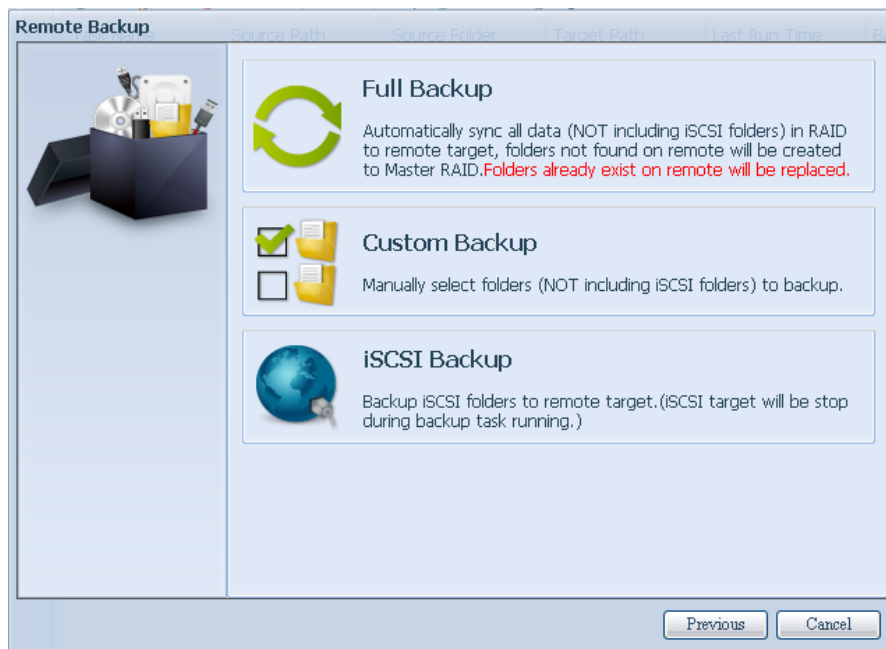 Remote Backup
Task Name Source Path Source Folder Target Path Last Run Time
Full Backup
Automatically sync all data (NOT including iSCSI folders) in RAID
to remote target, folders not found on remote will be created
to Master RAID.Folders already exist on remote will be replaced.
Custom Backup
Manually select folders (NOT including iSCSI folders) to backup.
iSCSI Backup
Backup iSCSI folders to remote target.(iSCSI target will be stop
during backup task running.)
Previous Cancel